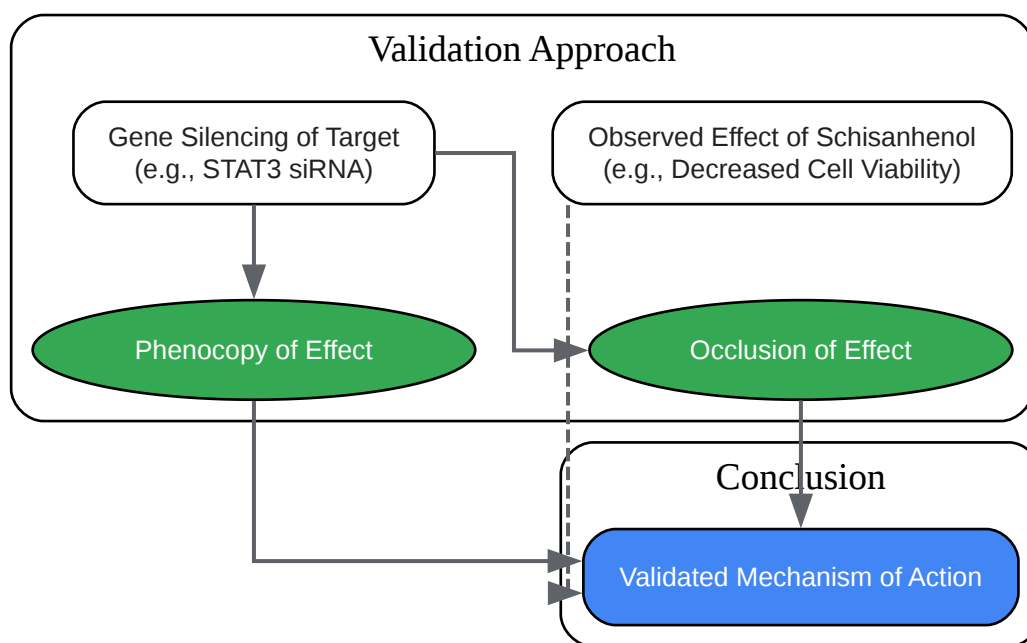 Validation Approach
Gene Silencing of Target
(e.g., STAT3 siRNA)
Observed Effect of Schisanhenol
(e.g., Decreased Cell Viability)
Phenocopy of Effect
Occlusion of Effect
Conclusion
Validated Mechanism of Action